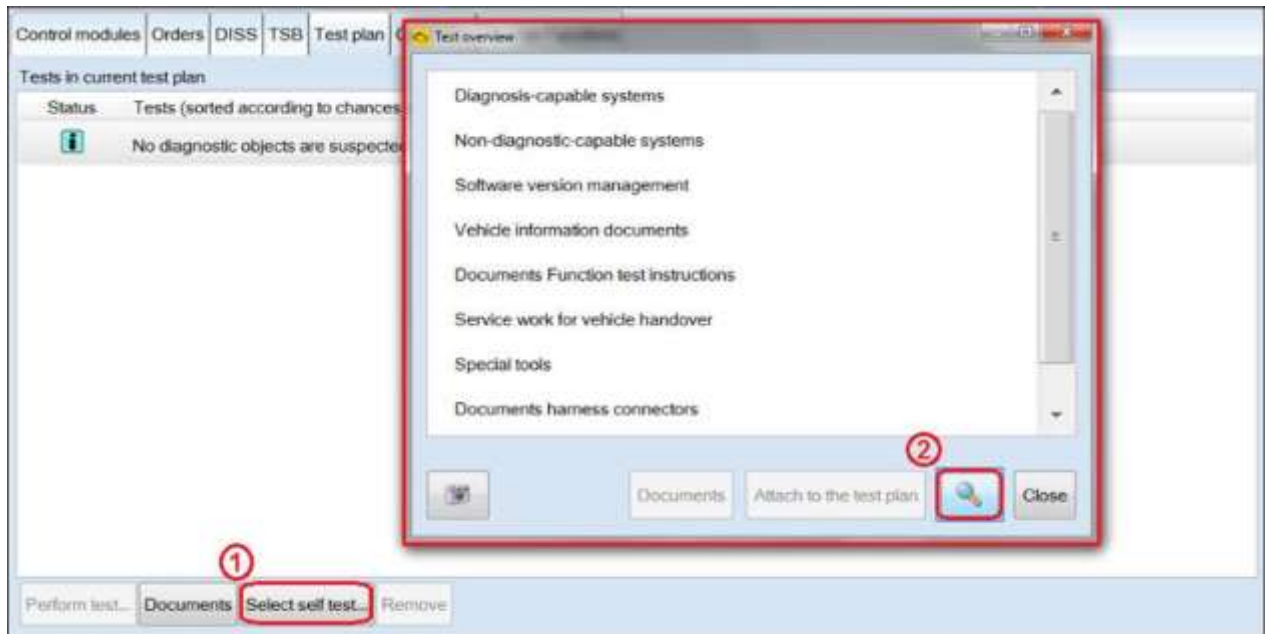 Control modules Orders DISS TSB Test plan
Test overview
Tests in current test plan
Status Tests (sorted according to chances
No diagnostic objects are suspected
Diagnosis-capable systems
Non-diagnostic-capable systems
Software version management
Vehicle information documents
Documents Function test instructions
Service work for vehicle handover
Special tools
Documents harness connectors
2
Documents Attach to the test plan Close
1
Perform test... Documents Select self test... Remove